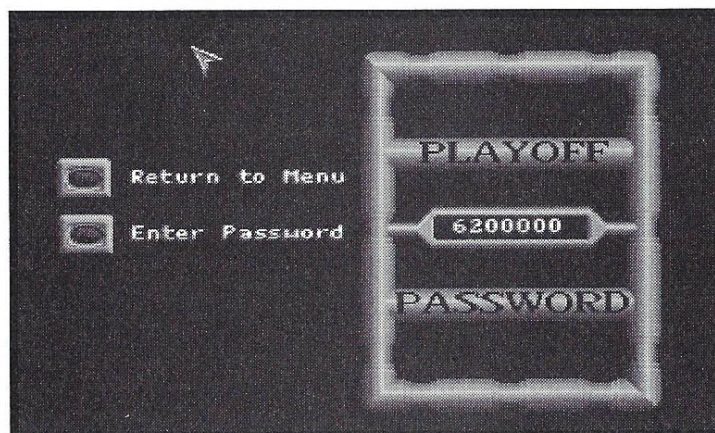 Return to Menu
Enter Password
PLAYOFF
6200000
PASSWORD